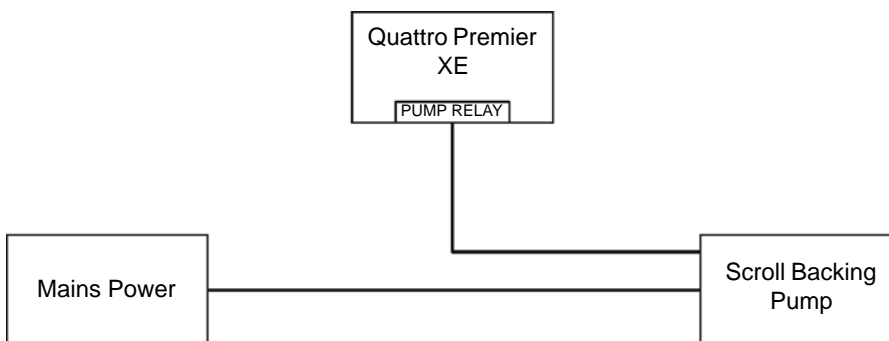 Quattro Premier
XE
PUMP RELAY
Mains Power
Scroll Backing
Pump